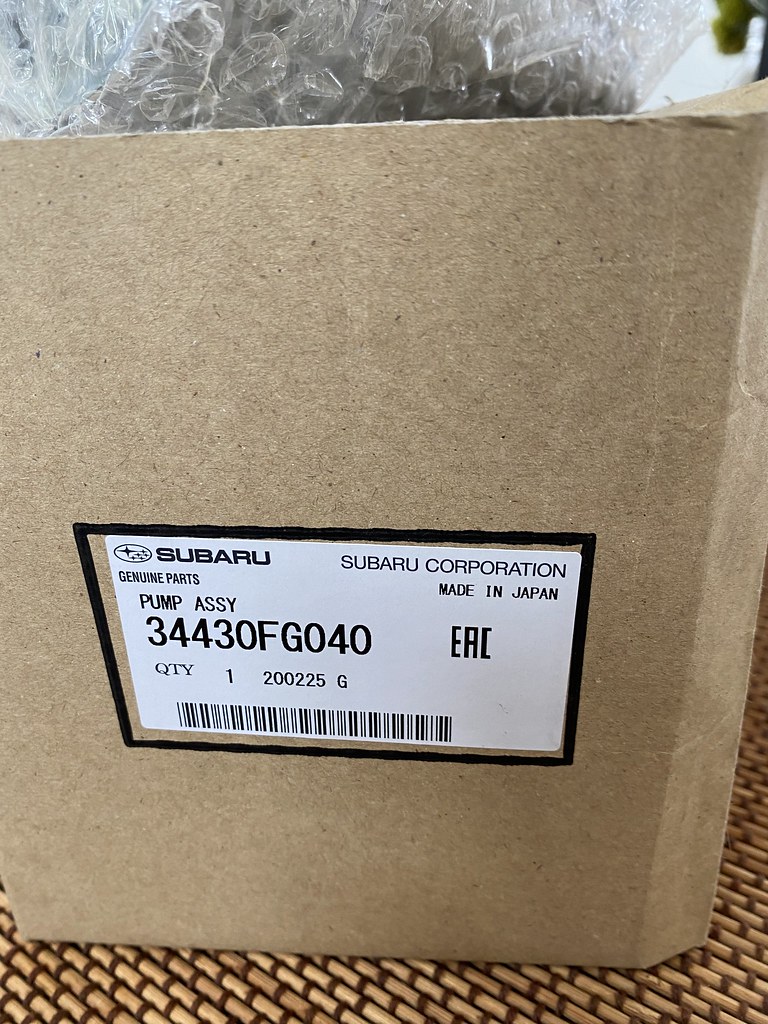 SUBARU SUBARU CORPORATION
GENUINE PARTS MADE IN JAPAN
PUMP ASSY
34430FG040 EAC
QTY 1 200225 G